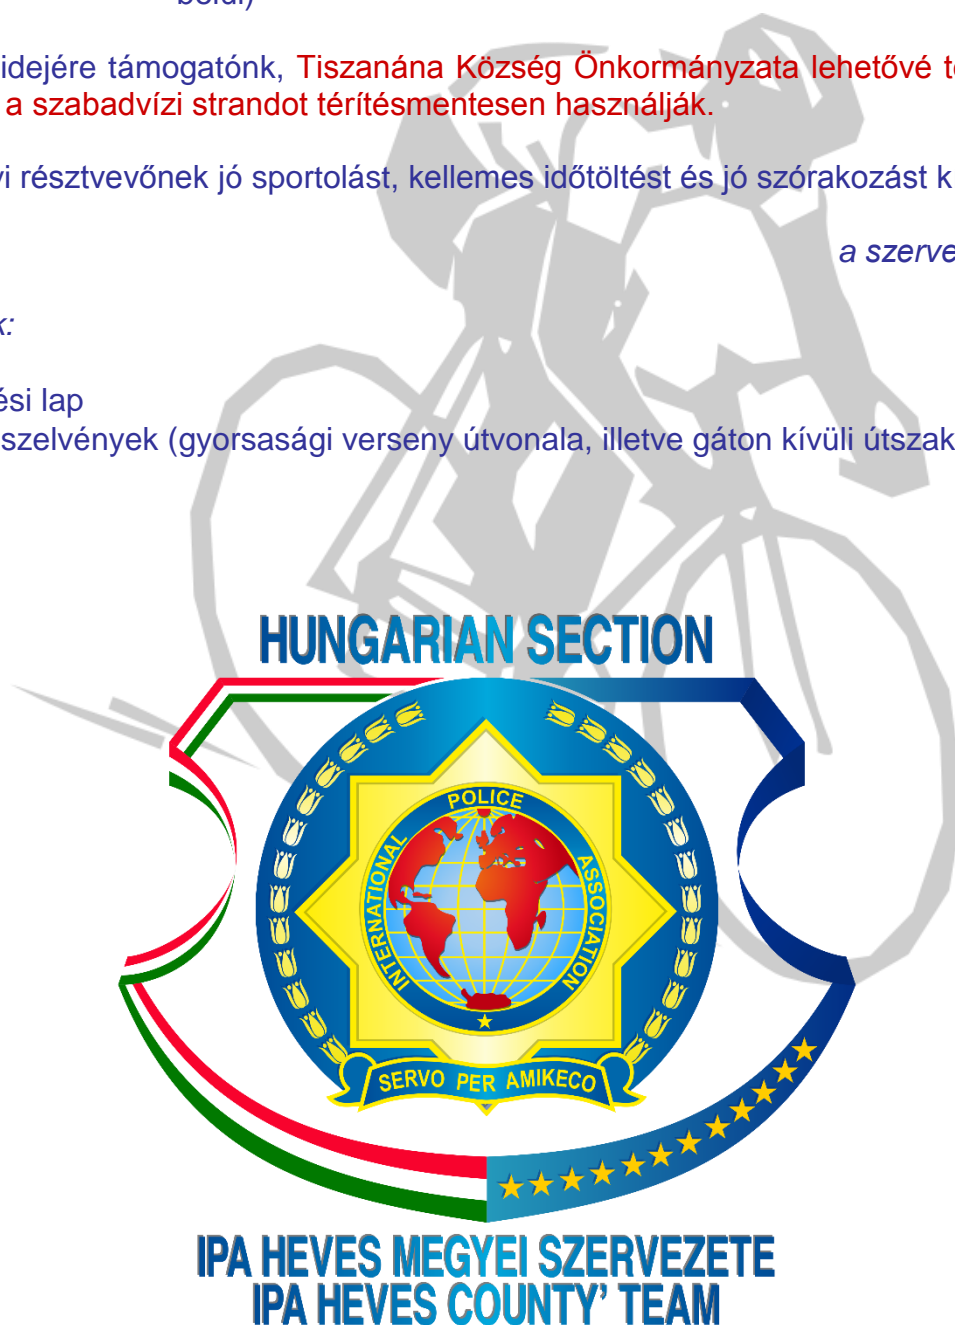 idejére támogatónk, Tiszanána Község Önkormányzata lehetővé
a szabadvízi strandot térítésmentesen használják.
résztvevőnek jó sportolást, kellemes időtöltést és jó szórakozást
a szerve
k:
ési lap
szelvények (gyorsasági verseny útvonala, illetve gáton kívüli útszak
HUNGARIAN SECTION
INTERNATIONAL POLICE ASSOCIATION
SERVO PER AMIKECO
IPA HEVES MEGYEI SZERVEZETE
IPA HEVES COUNTY' TEAM